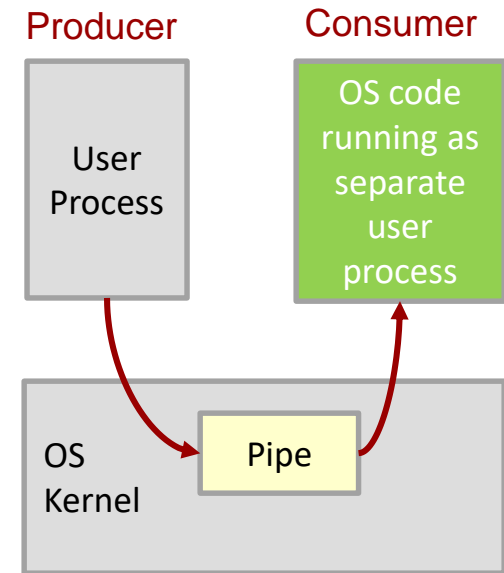 Producer
Consumer
User
Process
OS code
running as
separate
user
process
OS
Kernel
Pipe